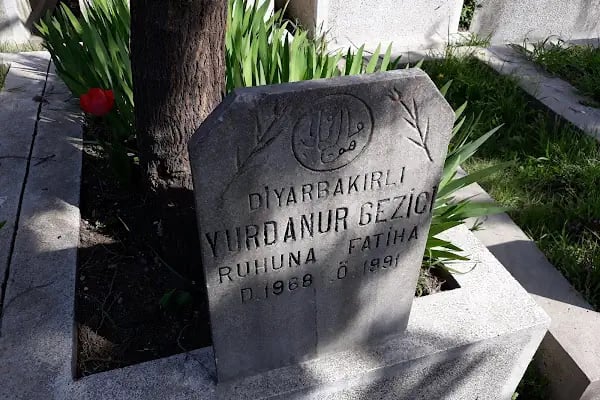 DİYARBAKIRLI
YURDANUR GEZİCİ
RUHUNA FATİHA
D.1968 Ö.1991